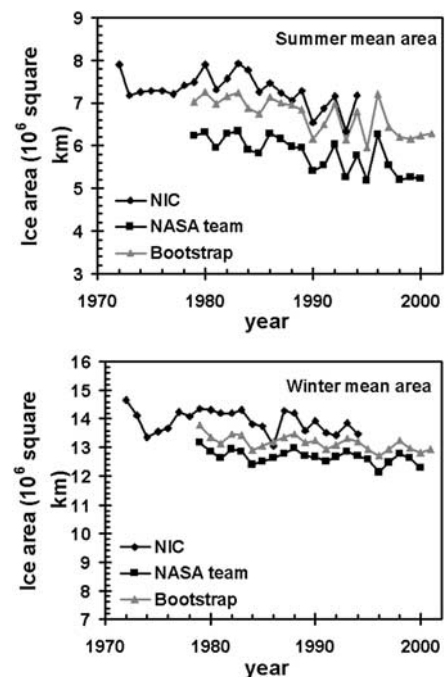 9
8
7
6
5
4
3
Ice area (10⁶ square
km)
Summer mean area
NIC
NASA team
Bootstrap
1970
1980
1990
2000
year
16
15
14
13
12
11
10
9
8
7
Ice area (10⁶ square
km)
Winter mean area
NIC
NASA team
Bootstrap
1970
1980
1990
2000
year